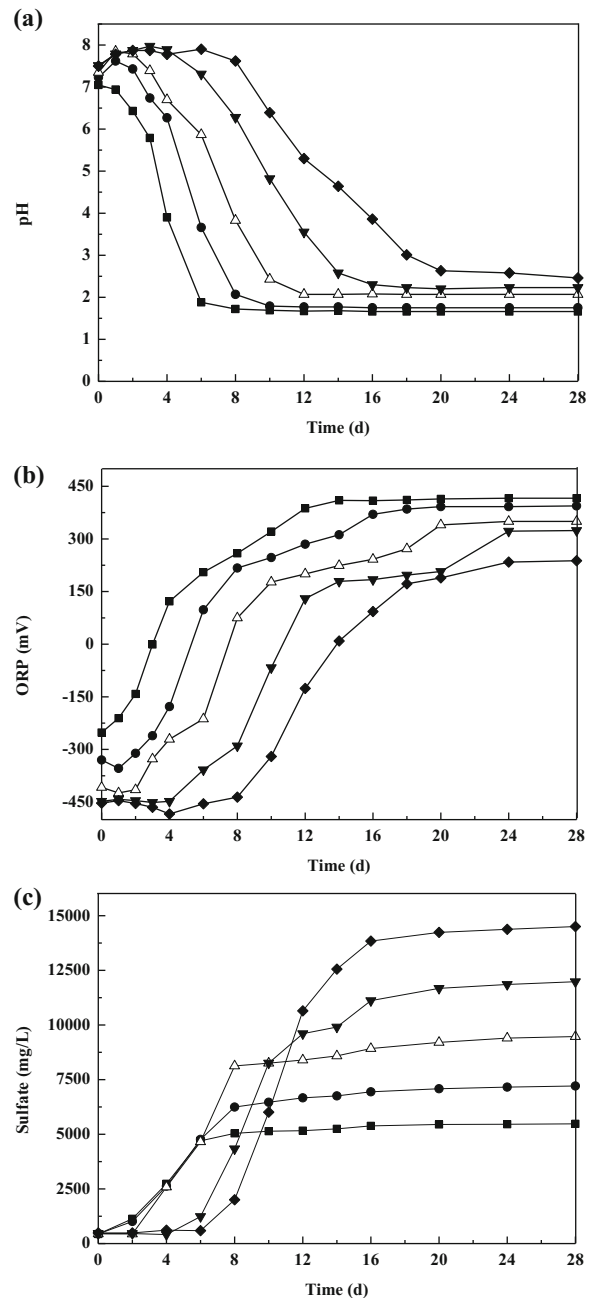 (a)
8
7
6
5
4
3
2
1
0
pH
0 4 8 12 16 20 24 28
Time (d)
(b)
450
300
150
0
-150
-300
-450
ORP (mV)
0 4 8 12 16 20 24 28
Time (d)
(c)
15000
12500
10000
7500
5000
2500
0
Sulfate (mg/L)
0 4 8 12 16 20 24 28
Time (d)